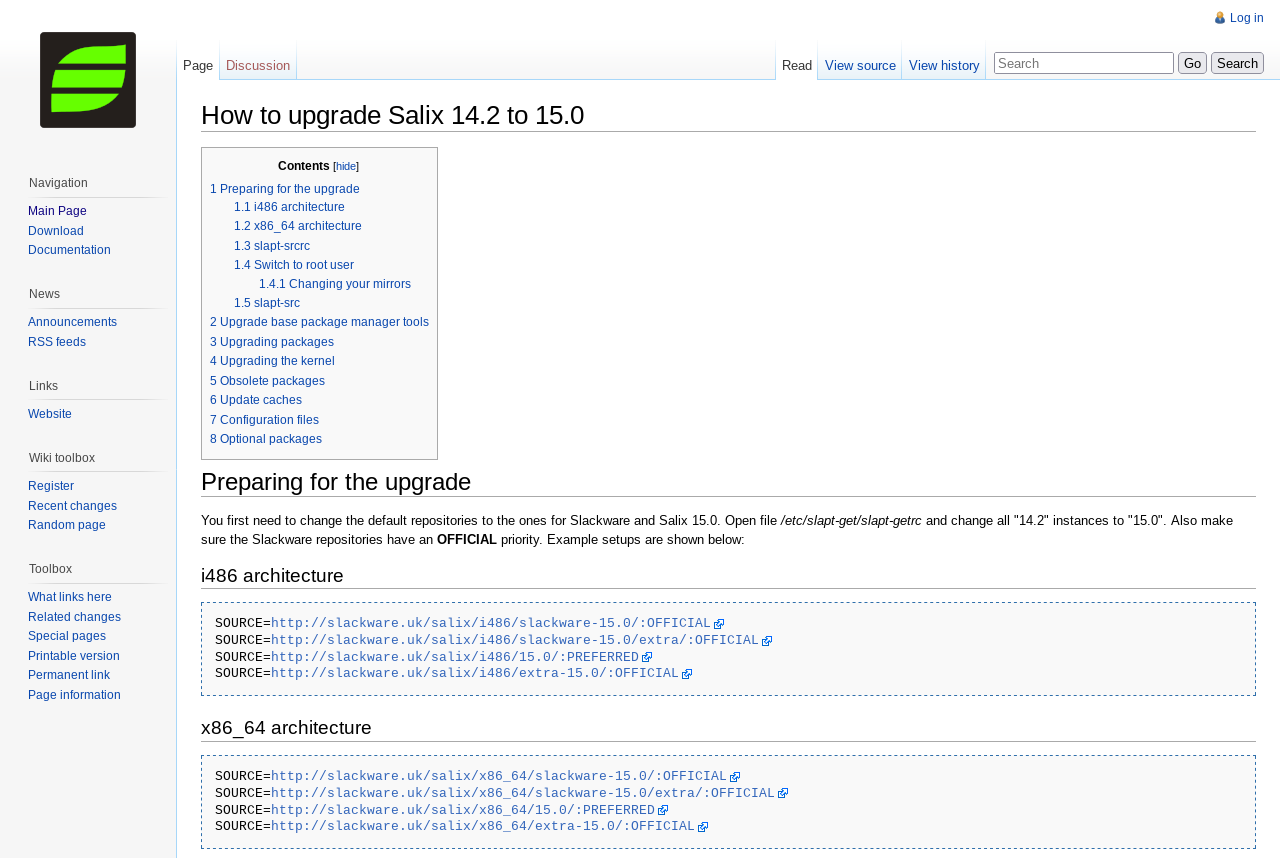 Log in
Page
Discussion
Read
View source
View history
Search
Go
Search
Navigation
Main Page
Download
Documentation
News
Announcements
RSS feeds
Links
Website
Wiki toolbox
Register
Recent changes
Random page
Toolbox
What links here
Related changes
Special pages
Printable version
Permanent link
Page information
How to upgrade Salix 14.2 to 15.0
Contents [hide]
1 Preparing for the upgrade
1.1 i486 architecture
1.2 x86_64 architecture
1.3 slapt-srcrc
1.4 Switch to root user
1.4.1 Changing your mirrors
1.5 slapt-src
2 Upgrade base package manager tools
3 Upgrading packages
4 Upgrading the kernel
5 Obsolete packages
6 Update caches
7 Configuration files
8 Optional packages
Preparing for the upgrade
You first need to change the default repositories to the ones for Slackware and Salix 15.0. Open file /etc/slapt-get/slapt-getrc and change all "14.2" instances to "15.0". Also make
sure the Slackware repositories have an OFFICIAL priority. Example setups are shown below:
i486 architecture
SOURCE=http://slackware.uk/salix/i486/slackware-15.0/:OFFICIAL
SOURCE=http://slackware.uk/salix/i486/slackware-15.0/extra/:OFFICIAL
SOURCE=http://slackware.uk/salix/i486/15.0/:PREFERRED
SOURCE=http://slackware.uk/salix/i486/extra-15.0/:OFFICIAL
x86_64 architecture
SOURCE=http://slackware.uk/salix/x86_64/slackware-15.0/:OFFICIAL
SOURCE=http://slackware.uk/salix/x86_64/slackware-15.0/extra/:OFFICIAL
SOURCE=http://slackware.uk/salix/x86_64/15.0/:PREFERRED
SOURCE=http://slackware.uk/salix/x86_64/extra-15.0/:OFFICIAL